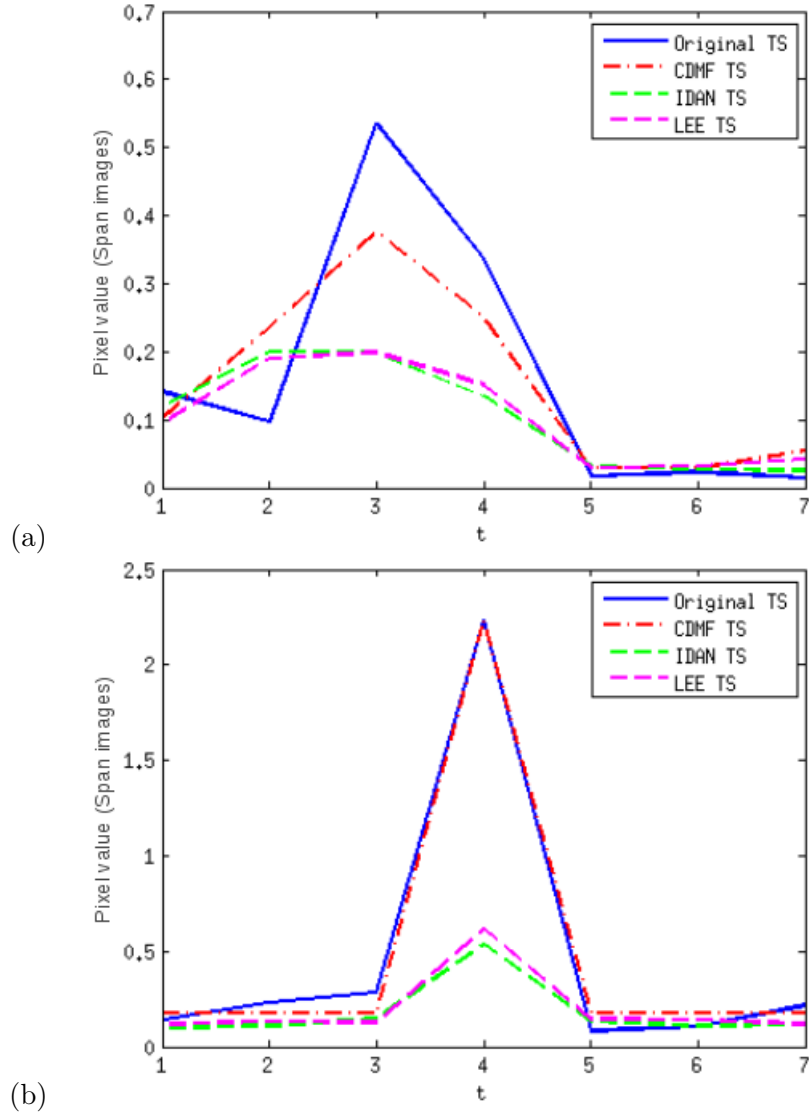 0.7
0.6
0.5
0.4
0.3
0.2
0.1
0
Pixel value (Span images)
Original TS
CDMF TS
IDAN TS
LEE TS
1 2 3 4 5 6 7
t
(a)
2.5
2
1.5
1
0.5
0
Pixel value (Span images)
Original TS
CDMF TS
IDAN TS
LEE TS
1 2 3 4 5 6 7
t
(b)